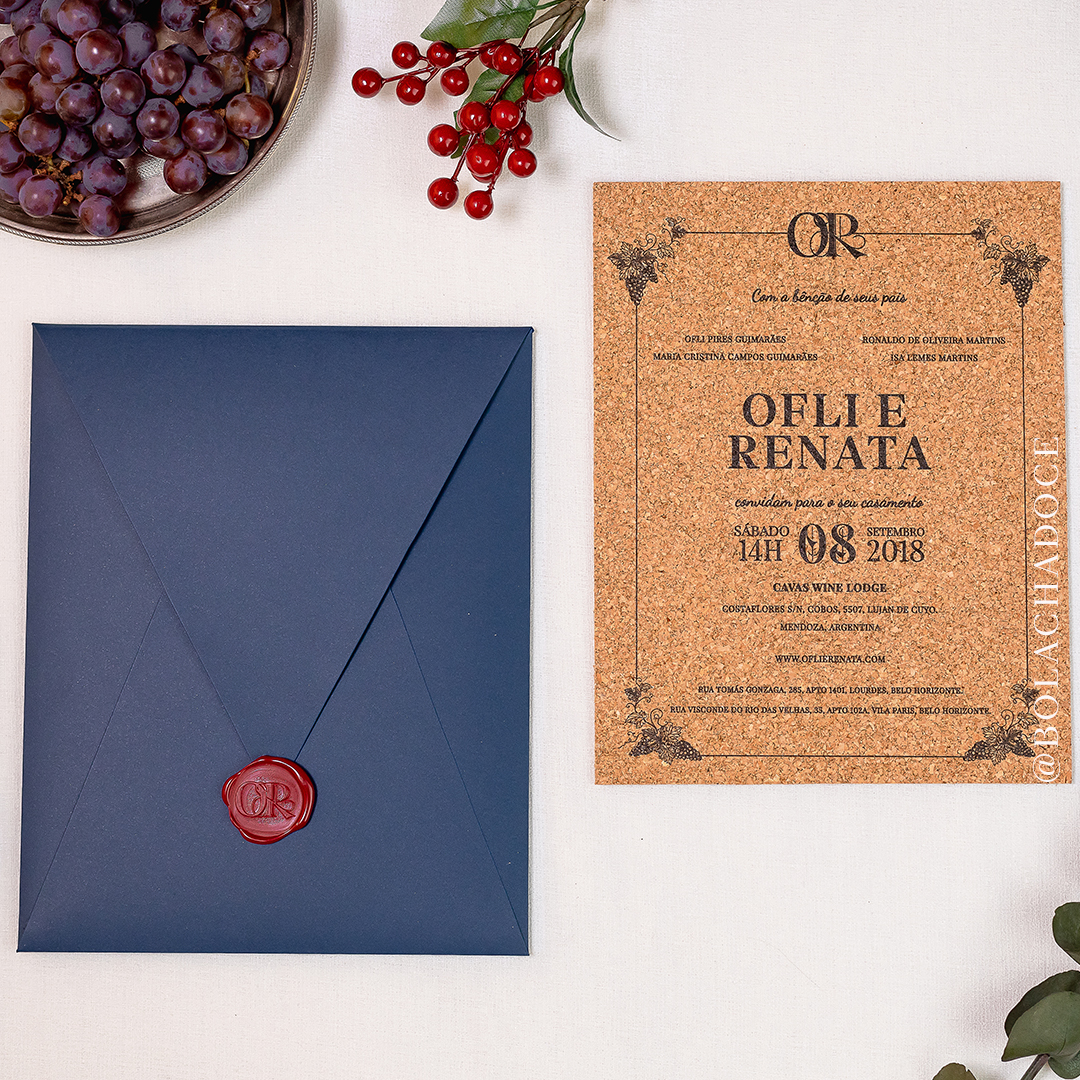 OR
Com a bênção de seus pais
OFLI PIRES GUIMARÃES
MARIA CRISTINA CAMPOS GUIMARÃES
RONALDO DE OLIVEIRA MARTINS
ISA LEMES MARTINS
OFLI E
RENATA
convidam para o seu casamento
SÁBADO
14H
08
SETEMBRO
2018
CAVAS WINE LODGE
COSTAFLORES S/N, COBOS, 5507, LUJAN DE CUYO.
MENDOZA, ARGENTINA
WWW.OFLIERENATA.COM
RUA TOMÁS GONZAGA, 385, APTO 1401, LOURDES, BELO HORIZONTE.
RUA VISCONDE DO RIO DAS VELHAS, 35, APTO 102A, VILA PARIS, BELO HORIZONTE.
OR
@BOLACHADOCE